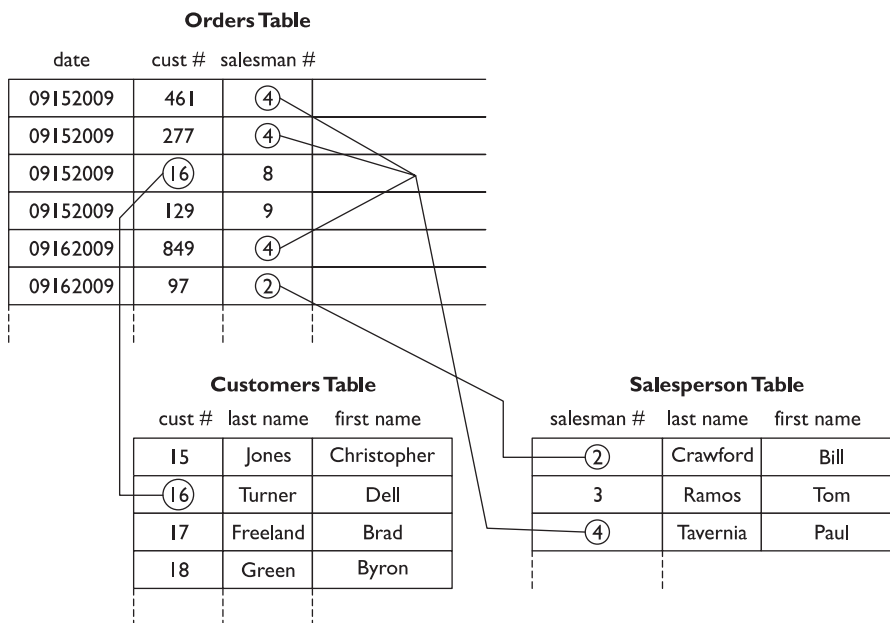 Orders Table
date cust # salesman #
09152009 461 4
09152009 277 4
09152009 16 8
09152009 129 9
09162009 849 4
09162009 97 2
Customers Table
cust # last name first name
15 Jones Christopher
16 Turner Dell
17 Freeland Brad
18 Green Byron
Salesperson Table
salesman # last name first name
2 Crawford Bill
3 Ramos Tom
4 Tavernia Paul